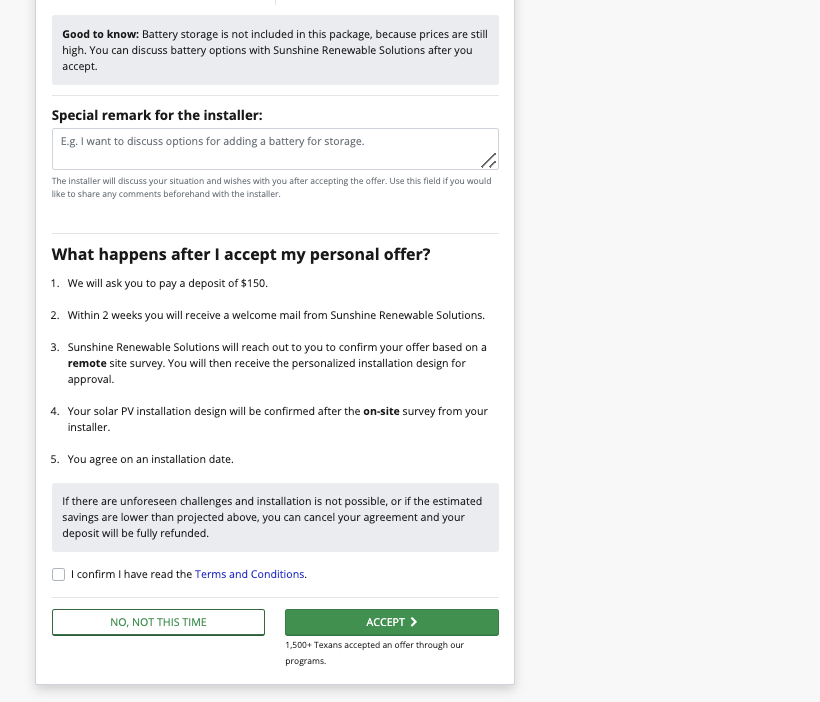 Good to know: Battery storage is not included in this package, because prices are still
high. You can discuss battery options with Sunshine Renewable Solutions after you
accept.
Special remark for the installer:
E.g. I want to discuss options for adding a battery for storage.
The installer will discuss your situation and wishes with you after accepting the offer. Use this field if you would
like to share any comments beforehand with the installer.
What happens after I accept my personal offer?
1. We will ask you to pay a deposit of $150.
2. Within 2 weeks you will receive a welcome mail from Sunshine Renewable Solutions.
3. Sunshine Renewable Solutions will reach out to you to confirm your offer based on a
remote site survey. You will then receive the personalized installation design for
approval.
4. Your solar PV installation design will be confirmed after the on-site survey from your
installer.
5. You agree on an installation date.
If there are unforeseen challenges and installation is not possible, or if the estimated
savings are lower than projected above, you can cancel your agreement and your
deposit will be fully refunded.
I confirm I have read the Terms and Conditions.
NO, NOT THIS TIME
ACCEPT
1,500+ Texans accepted an offer through our
programs.